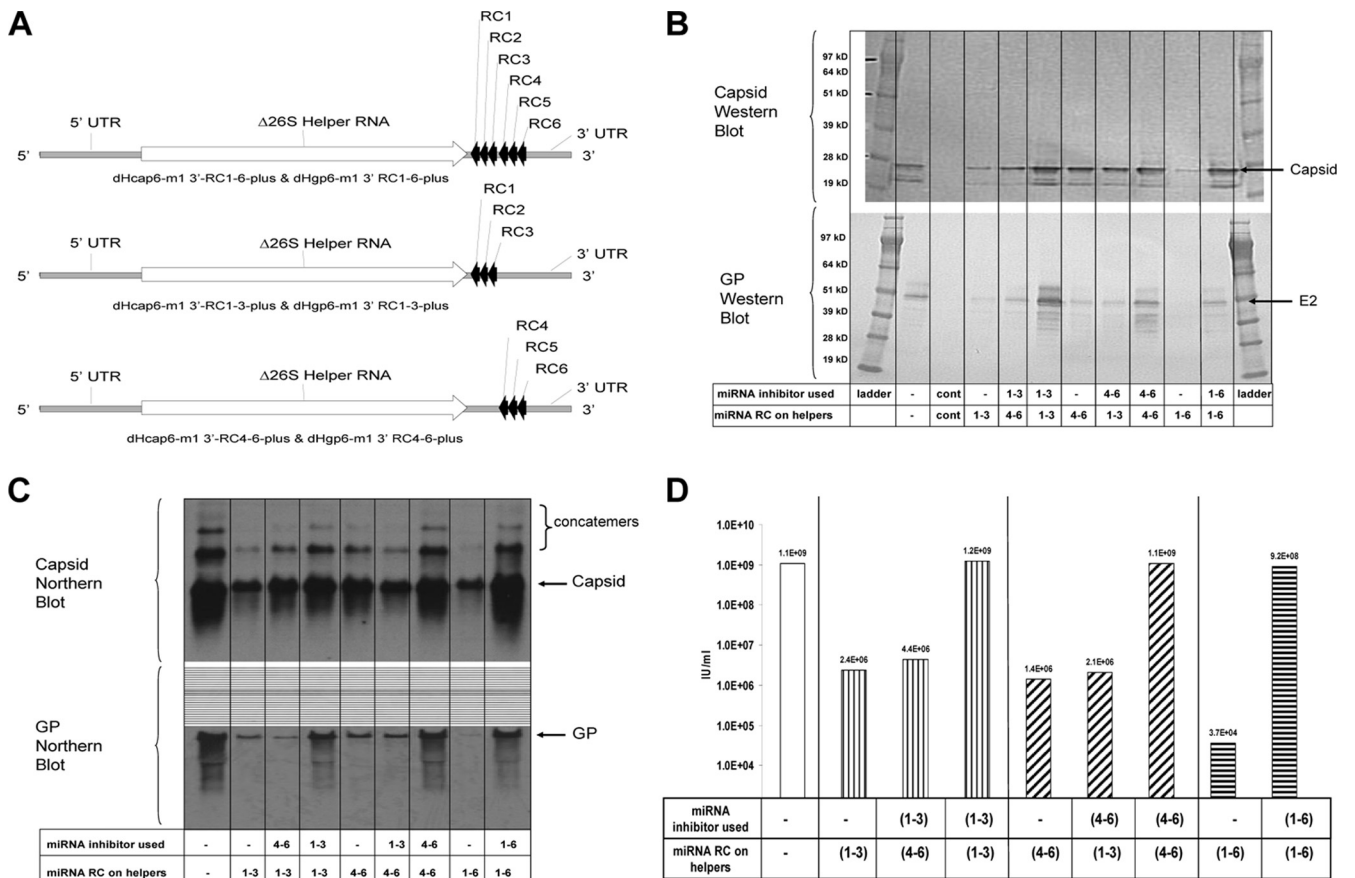 A
RC1
RC2
RC3
RC4
RC5
RC6
5' UTR
Δ26S Helper RNA
3' UTR
5'
3'
dHcap6-m1 3'-RC1-6-plus & dHgp6-m1 3' RC1-6-plus
RC1
RC2
RC3
5' UTR
Δ26S Helper RNA
3' UTR
5'
3'
dHcap6-m1 3'-RC1-3-plus & dHgp6-m1 3' RC1-3-plus
RC4
RC5
RC6
5' UTR
Δ26S Helper RNA
3' UTR
5'
3'
dHcap6-m1 3'-RC4-6-plus & dHgp6-m1 3' RC4-6-plus
B
Capsid
Western
Blot
97 kD
64 kD
51 kD
39 kD
28 kD
19 kD
Capsid
GP
Western
Blot
97 kD
64 kD
51 kD
39 kD
28 kD
19 kD
E2
miRNA inhibitor used ladder - cont - 1-3 1-3 - 4-6 4-6 - 1-6 ladder
miRNA RC on helpers - cont 1-3 4-6 1-3 4-6 1-3 4-6 1-6 1-6
C
Capsid
Northern
Blot
concatemers
Capsid
GP
Northern
Blot
GP
miRNA inhibitor used - - 4-6 1-3 - 1-3 4-6 - 1-6
miRNA RC on helpers - 1-3 1-3 1-3 4-6 4-6 4-6 1-6 1-6
D
IU/ml
1.0E+10
1.0E+09
1.0E+08
1.0E+07
1.0E+06
1.0E+05
1.0E+04
1.1E+09
2.4E+06
4.4E+06
1.2E+09
1.4E+06
2.1E+06
1.1E+09
3.7E+04
9.2E+08
miRNA
inhibitor used - - (1-3) (1-3) - (4-6) (4-6) - (1-6)
miRNA RC on
helpers - (1-3) (4-6) (1-3) (4-6) (1-3) (4-6) (1-6) (1-6)